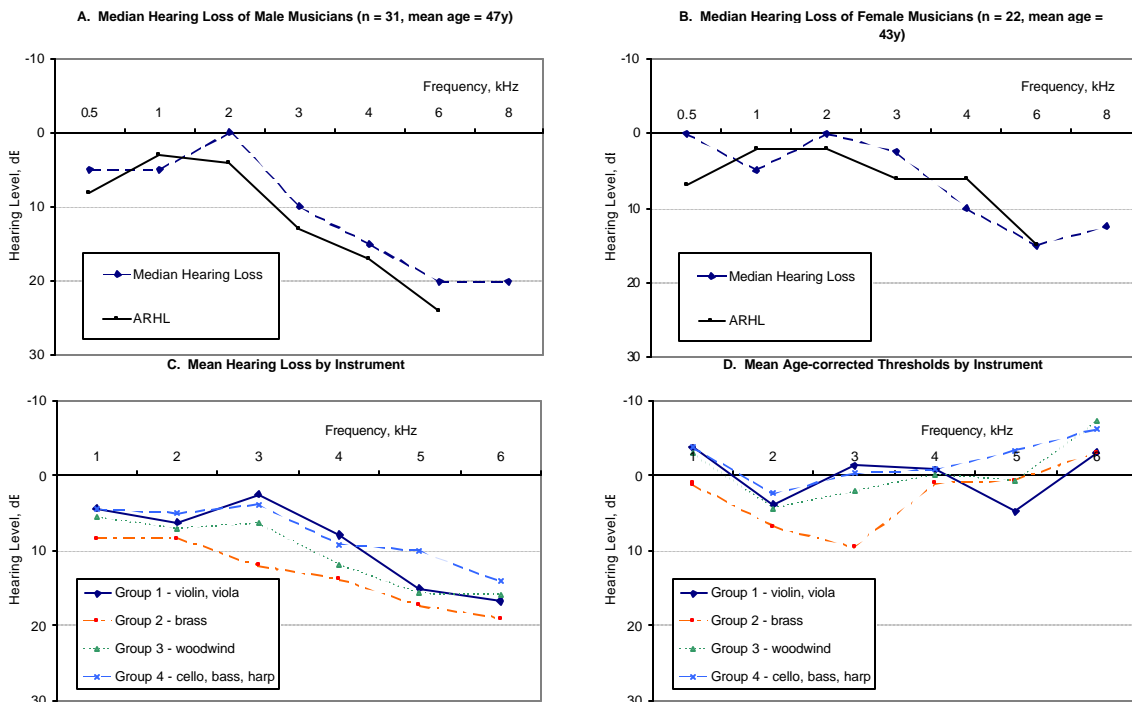 A. Median Hearing Loss of Male Musicians (n = 31, mean age = 47y)
-10
Frequency, kHz
0.5 1 2 3 4 6 8
0
10
20
30
Hearing Level, dE
Median Hearing Loss
ARHL
B. Median Hearing Loss of Female Musicians (n = 22, mean age =
43y)
-10
Frequency, kHz
0.5 1 2 3 4 6 8
0
10
20
30
Hearing Level, dE
Median Hearing Loss
ARHL
C. Mean Hearing Loss by Instrument
-10
Frequency, kHz
1 2 3 4 5 6
0
10
20
30
Hearing Level, dE
Group 1 - violin, viola
Group 2 - brass
Group 3 - woodwind
Group 4 - cello, bass, harp
D. Mean Age-corrected Thresholds by Instrument
-10
Frequency, kHz
1 2 3 4 5 6
0
10
20
30
Hearing Level, dE
Group 1 - violin, viola
Group 2 - brass
Group 3 - woodwind
Group 4 - cello, bass, harp